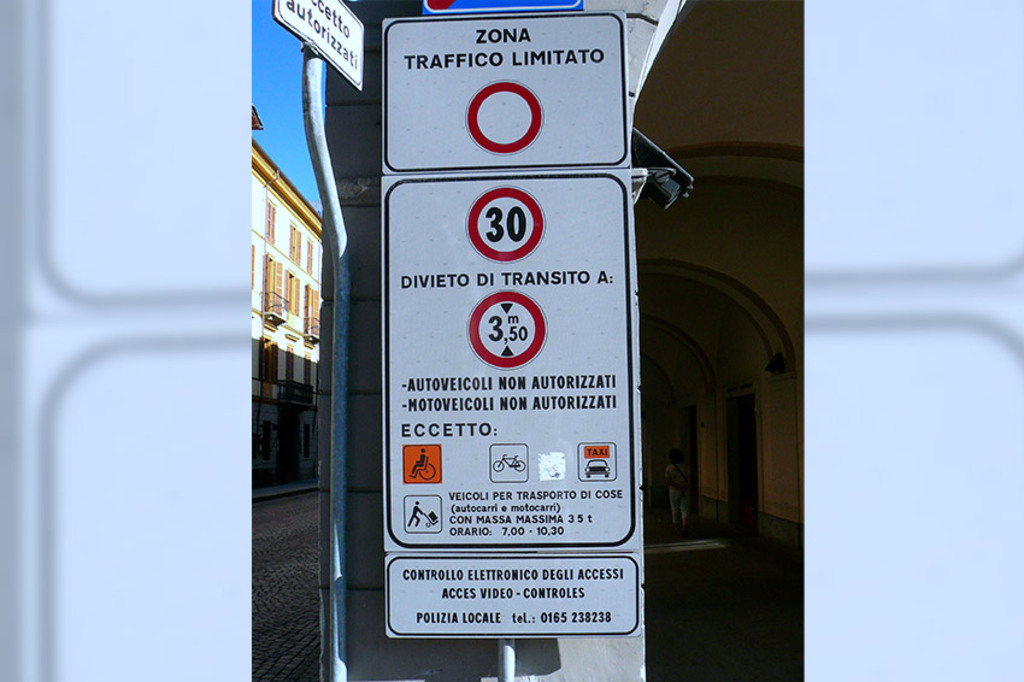 eccetto
autorizzati
ZONA
TRAFFICO LIMITATO
30
DIVIETO DI TRANSITO A:
m
3,50
-AUTOVEICOLI NON AUTORIZZATI
-MOTOVEICOLI NON AUTORIZZATI
ECCETTO:
TAXI
VEICOLI PER TRASPORTO DI COSE
(autocarri e motocarri)
CON MASSA MASSIMA 35 t
ORARIO: 7,00 - 10,30
CONTROLLO ELETTRONICO DEGLI ACCESSI
ACCES VIDEO - CONTROLES
POLIZIA LOCALE tel.: 0165 238238